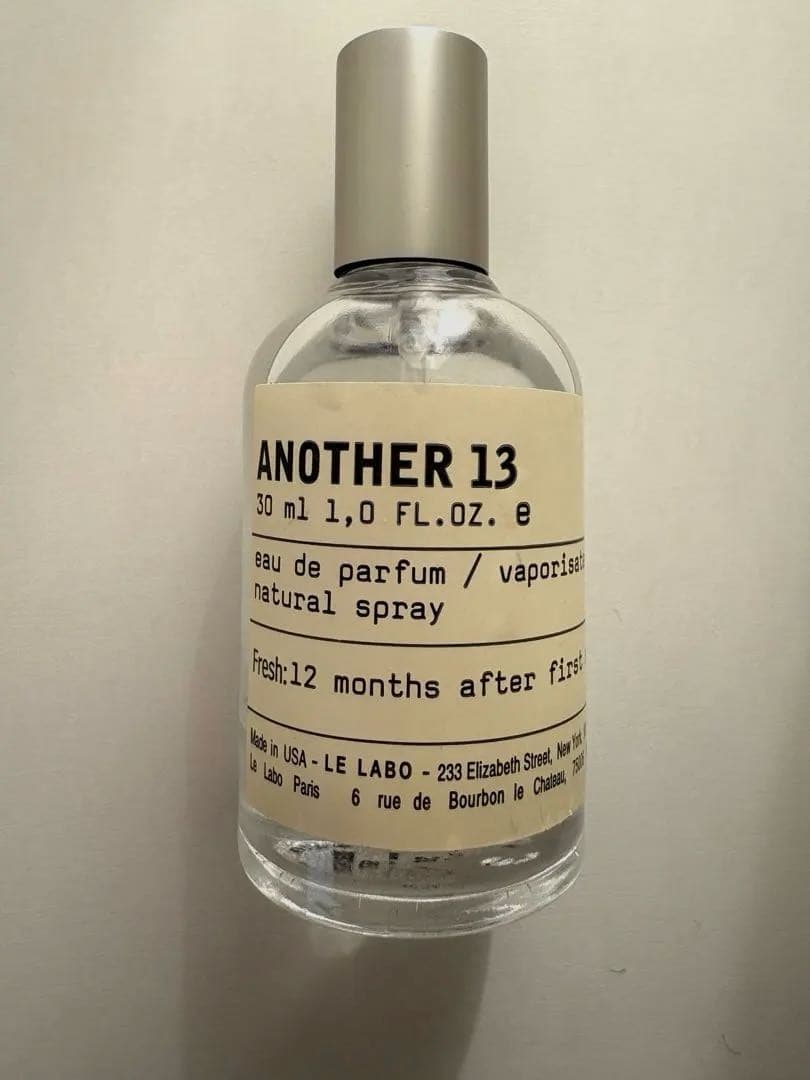 ANOTHER 13
30 ml 1,0 FL.OZ. e
eau de parfum / vaporisat
natural spray
Fresh:12 months after first
Made in USA - LE LABO - 233 Elizabeth Street, New York,
Le Labo Paris 6 rue de Bourbon le Chateau,